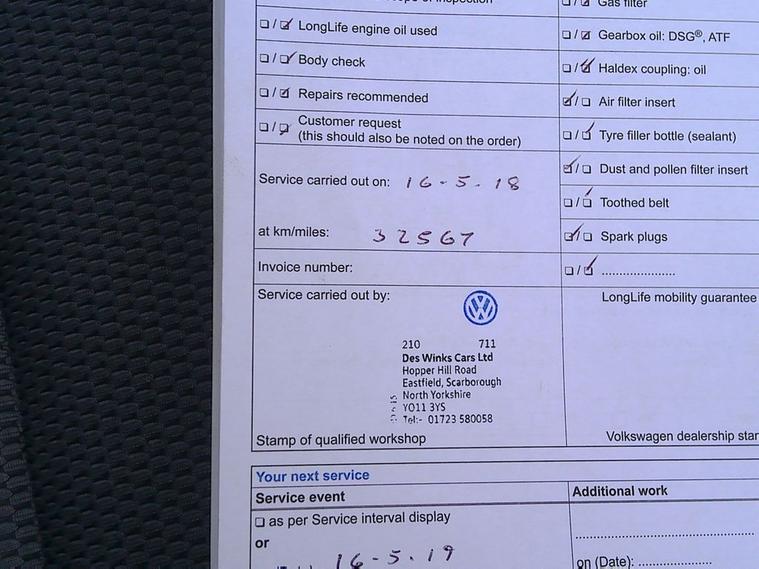 Gas filter
LongLife engine oil used
Gearbox oil: DSG®, ATF
Body check
Haldex coupling: oil
Repairs recommended
Air filter insert
Customer request
(this should also be noted on the order)
Tyre filler bottle (sealant)
Service carried out on: 16-5-18
Dust and pollen filter insert
Toothed belt
at km/miles: 32567
Spark plugs
Invoice number:
....................
Service carried out by:
LongLife mobility guarantee
210 711
Des Winks Cars Ltd
Hopper Hill Road
Eastfield, Scarborough
North Yorkshire
YO11 3YS
Tel:- 01723 580058
Stamp of qualified workshop
Volkswagen dealership
Your next service
Service event
Additional work
as per Service interval display
or
16-5-19
on (Date): ....................